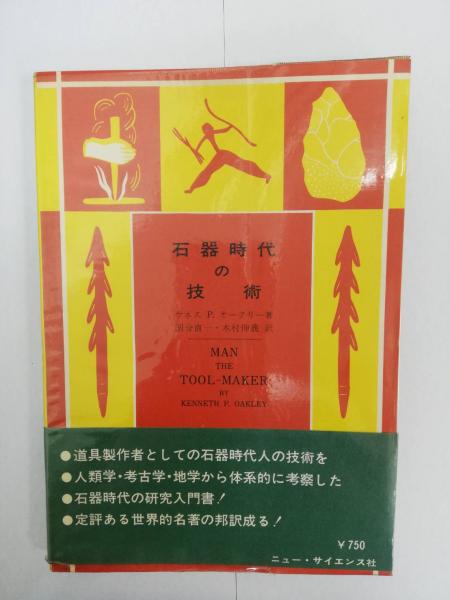 石器時代
の
技術
ケネス P. オークリー著
国分直一・木村伸義 訳
MAN
THE
TOOL-MAKER
BY
KENNETH P. OAKLEY
●道具製作者としての石器時代人の技術を
●人類学・考古学・地学から体系的に考察した
●石器時代の研究入門書!
●定評ある世界的名著の邦訳成る!
¥750
ニュー・サイエンス社